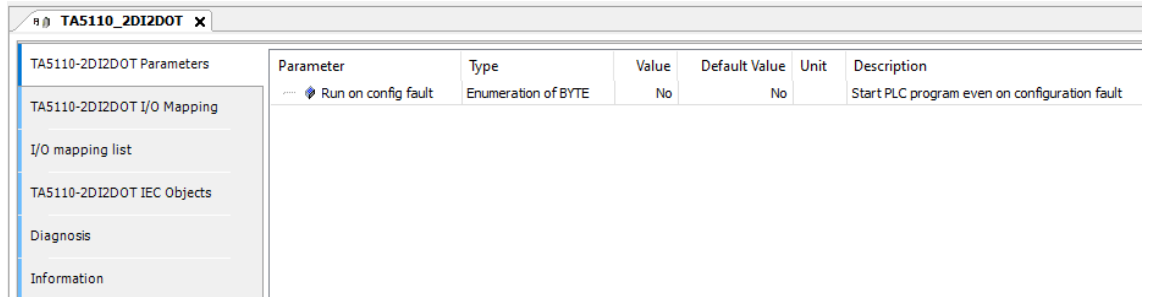 TA5110_2DI2DOT X
TA5110-2DI2DOT Parameters
TA5110-2DI2DOT I/O Mapping
I/O mapping list
TA5110-2DI2DOT IEC Objects
Diagnosis
Information
Parameter Type Value Default Value Unit Description
Run on config fault Enumeration of BYTE No No Start PLC program even on configuration fault